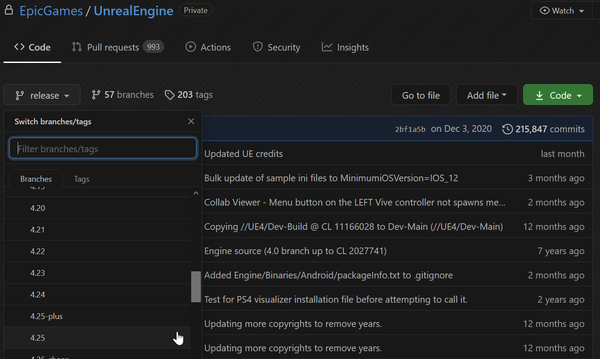 EpicGames / UnrealEngine Private
Watch
Code Pull requests 993 Actions Security Insights
release 57 branches 203 tags Go to file Add file Code
Switch branches/tags
2bf1a5b on Dec 3, 2020 215,847 commits
Filter branches/tags
Updated UE credits last month
Branches Tags
Bulk update of sample ini files to MinimumiOSVersion=IOS_12 3 months ago
4.20
Collab Viewer - Menu button on the LEFT Vive controller not spawns me... 2 months ago
4.21
Copying //UE4/Dev-Build @ CL 11166028 to Dev-Main (//UE4/Dev-Main) 12 months ago
4.22
Engine source (4.0 branch up to CL 2027741) 7 years ago
4.23
Added Engine/Binaries/Android/packageInfo.txt to .gitignore 2 months ago
4.24
Test for PS4 visualizer installation file before attempting to call it. 2 years ago
4.25-plus
Updating more copyrights to remove years. 12 months ago
4.25
Updating more copyrights to remove years. 12 months ago